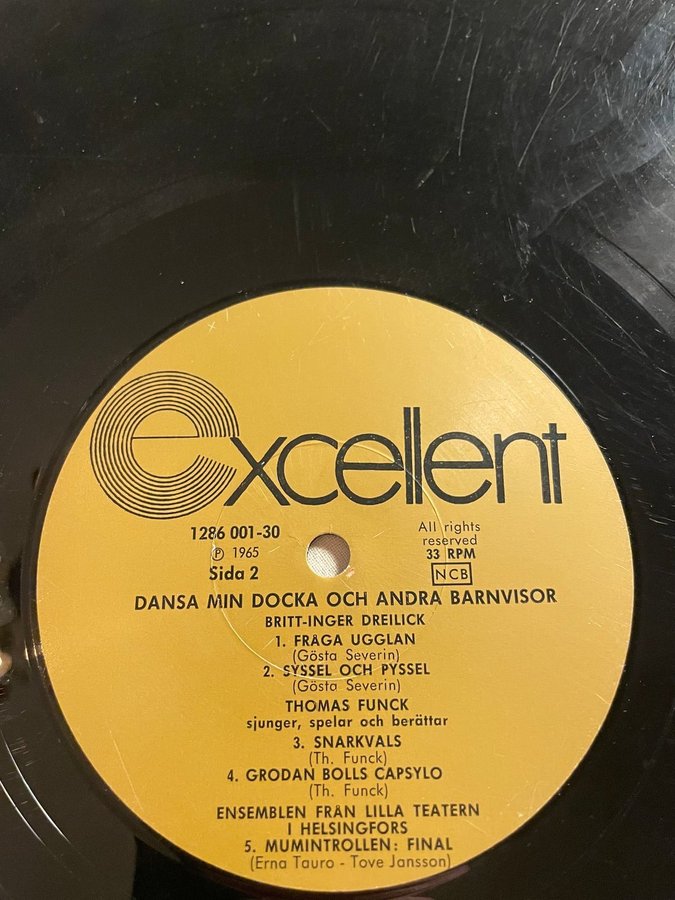 excellent
1286 001-30
℗ 1965
Sida 2
All rights
reserved
33 RPM
NCB
DANSA MIN DOCKA OCH ANDRA BARNVISOR
BRITT-INGER DREILICK
1. FRÅGA UGGLAN
(Gösta Severin)
2. SYSSEL OCH PYSSEL
(Gösta Severin)
THOMAS FUNCK
sjunger, spelar och berättar
3. SNARKVALS
(Th. Funck)
4. GRODAN BOLLS CAPSYLO
(Th. Funck)
ENSEMBLEN FRÅN LILLA TEATERN
I HELSINGFORS
5. MUMINTROLLEN: FINAL
(Erna Tauro - Tove Jansson)